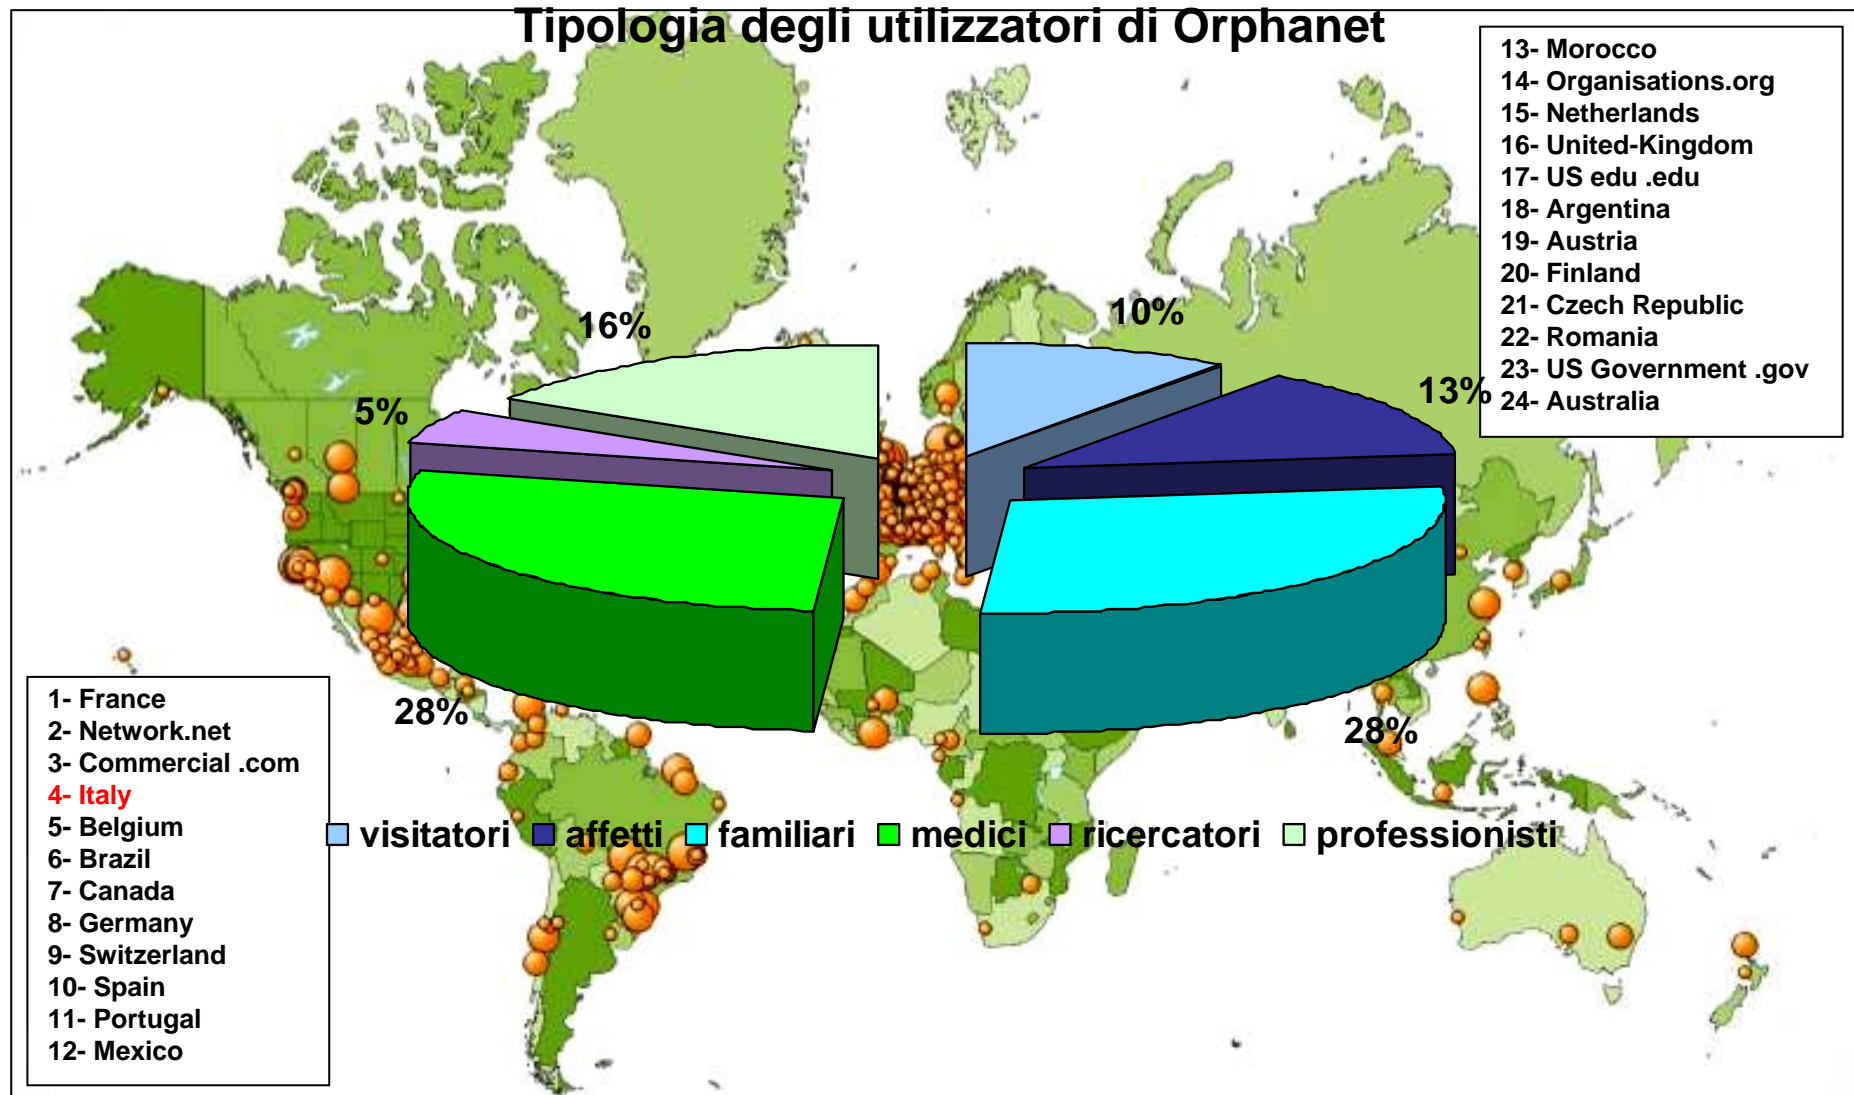 Tipologia degli utilizzatori di Orphanet
13- Morocco
14- Organisations.org
15- Netherlands
16- United-Kingdom
17- US edu .edu
18- Argentina
19- Austria
20- Finland
21- Czech Republic
22- Romania
23- US Government .gov
24- Australia
16%
10%
5%
13%
28%
28%
1- France
2- Network.net
3- Commercial .com
4- Italy
5- Belgium
6- Brazil
7- Canada
8- Germany
9- Switzerland
10- Spain
11- Portugal
12- Mexico
visitatori affetti familiari medici ricercatori professionisti